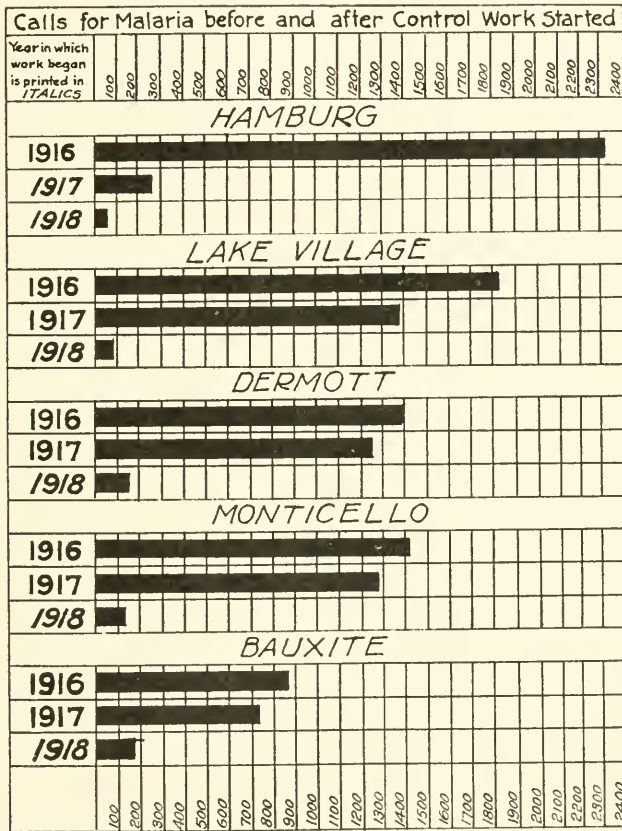 Calls for Malaria before and after Control Work Started
Year in which
work began
is printed in
ITALICS
100 200 300 400 500 600 700 800 900 1000 1100 1200 1300 1400 1500 1600 1700 1800 1900 2000 2100 2200 2300 2400
HAMBURG
1916
1917
1918
LAKE VILLAGE
1916
1917
1918
DERMOTT
1916
1917
1918
MONTICELLO
1916
1917
1918
BAUXITE
1916
1917
1918
100 200 300 400 500 600 700 800 900 1000 1100 1200 1300 1400 1500 1600 1700 1800 1900 2000 2100 2200 2300 2400